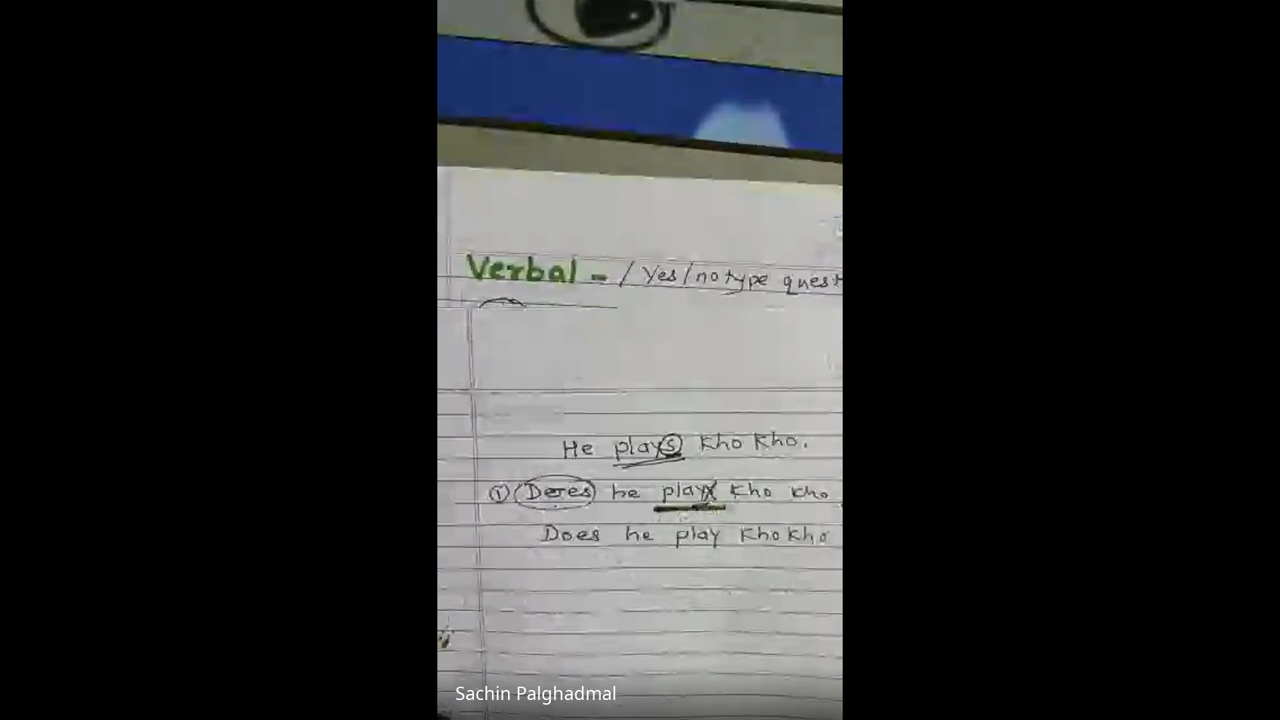 Verbal - / Yes/no type quest
He plays Kho Kho.
① Does he play Kho Kho
Does he play Kho Kho
Sachin Palghadmal